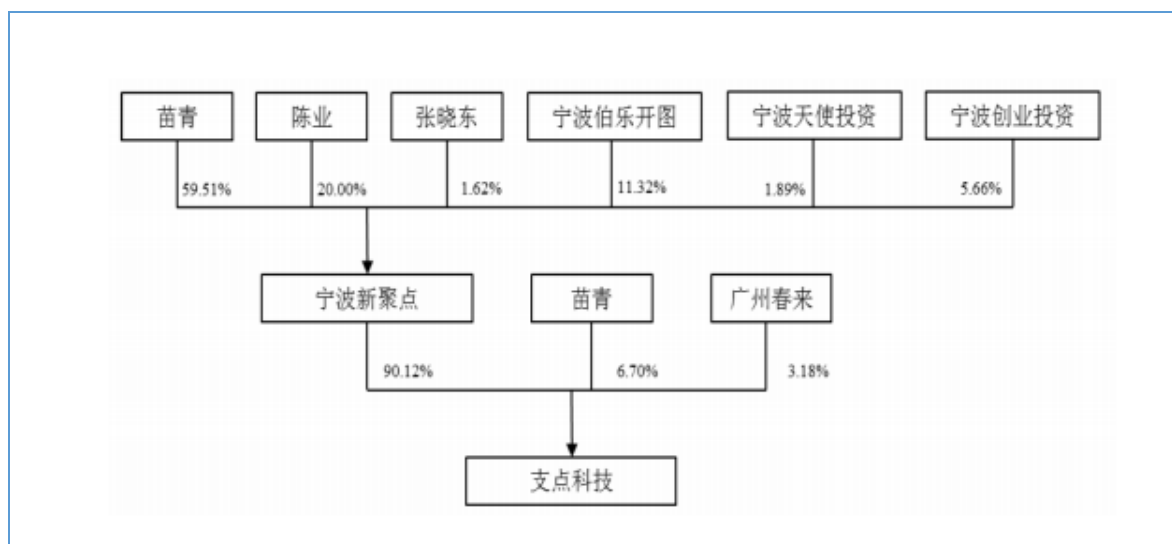 苗青 陈业 张晓东 宁波伯乐开图 宁波天使投资 宁波创业投资
59.51% 20.00% 1.62% 11.32% 1.89% 5.66%
宁波新聚点 苗青 广州春来
90.12% 6.70% 3.18%
支点科技